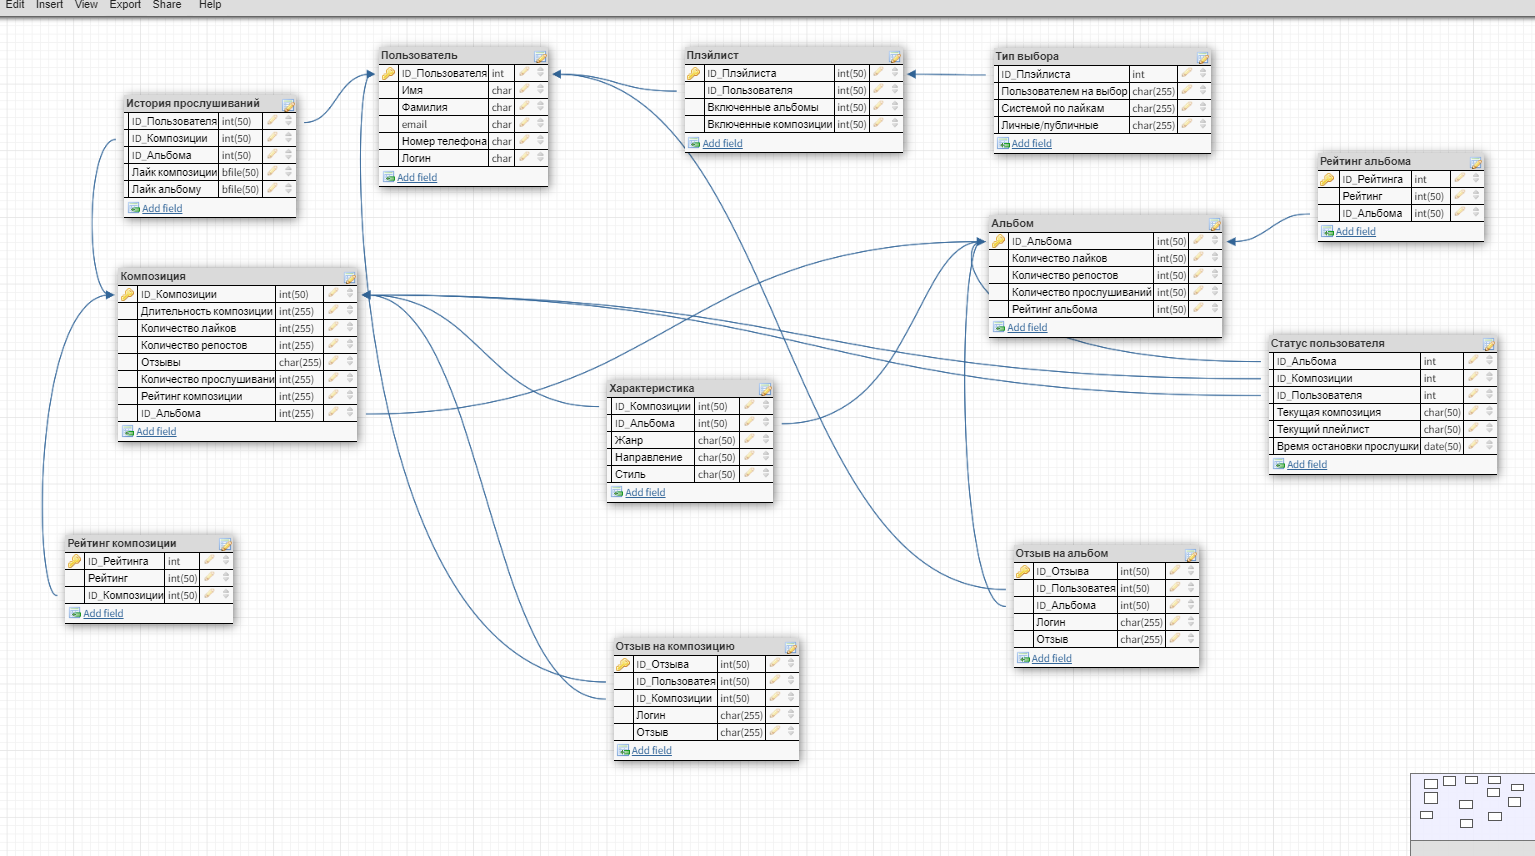 Edit Insert View Export Share Help
Пользователь
ID_Пользователя int
Имя char
Фамилия char
email char
Номер телефона char
Логин char
Add field
Плэйлист
ID_Плэйлиста int(50)
ID_Пользователя int(50)
Включенные альбомы int(50)
Включенные композиции int(50)
Add field
Тип выбора
ID_Плэйлиста int
Пользователем на выбор char(255)
Системой по лайкам char(255)
Личные/публичные char(255)
Add field
История прослушиваний
ID_Пользователя int(50)
ID_Композиции int(50)
ID_Альбома int(50)
Лайк композиции bfile(50)
Лайк альбому bfile(50)
Add field
Рейтинг альбома
ID_Рейтинга int
Рейтинг int(50)
ID_Альбома int(50)
Add field
Альбом
ID_Альбома int(50)
Количество лайков int(50)
Количество репостов int(50)
Количество прослушиваний int(50)
Рейтинг альбома int(50)
Add field
Композиция
ID_Композиции int(50)
Длительность композиции int(255)
Количество лайков int(255)
Количество репостов int(255)
Отзывы char(255)
Количество прослушивани int(255)
Рейтинг композиции int(255)
ID_Альбома int(255)
Add field
Статус пользователя
ID_Альбома int
ID_Композиции int
ID_Пользователя int
Текущая композиция char(50)
Текущий плейлист char(50)
Время остановки прослушки date(50)
Add field
Характеристика
ID_Композиции int(50)
ID_Альбома int(50)
Жанр char(50)
Направление char(50)
Стиль char(50)
Add field
Рейтинг композиции
ID_Рейтинга int
Рейтинг int(50)
ID_Композиции int(50)
Add field
Отзыв на альбом
ID_Отзыва int(50)
ID_Пользователя int(50)
ID_Альбома int(50)
Логин char(255)
Отзыв char(255)
Add field
Отзыв на композицию
ID_Отзыва int(50)
ID_Пользователя int(50)
ID_Композиции int(50)
Логин char(255)
Отзыв char(255)
Add field